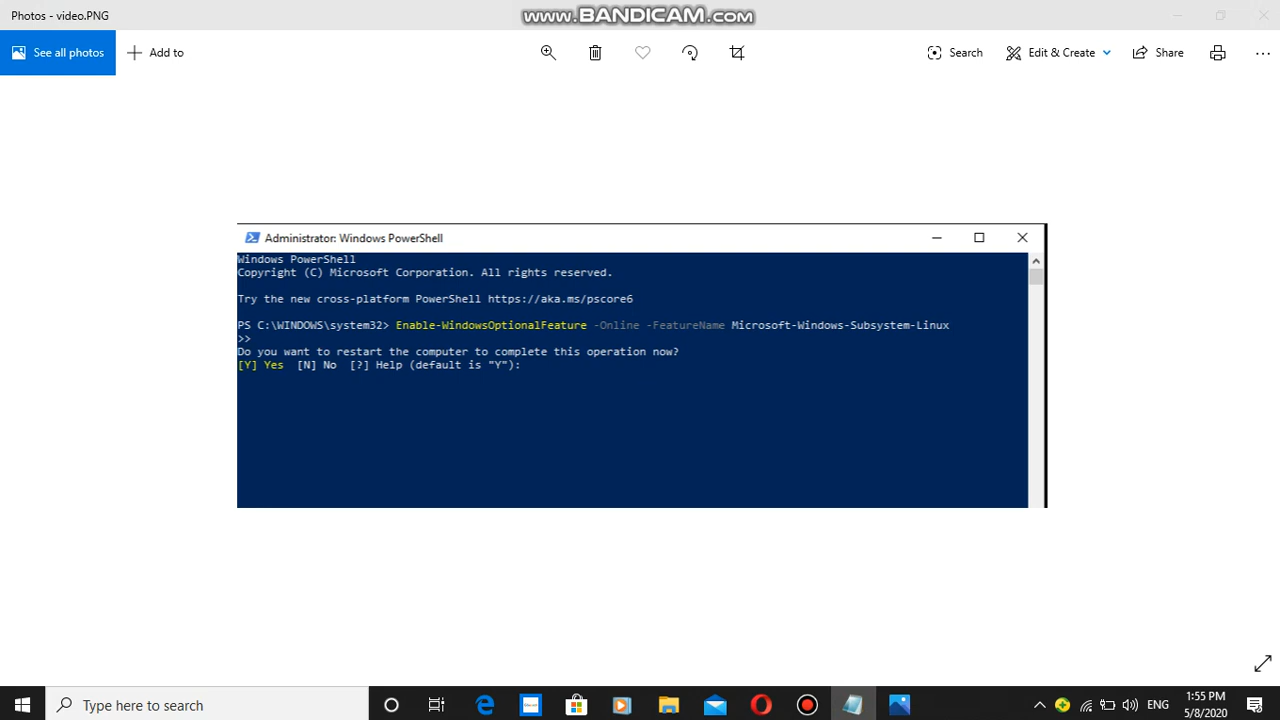 Photos - video.PNG
www.BANDICAM.com
See all photos
Add to
Search
Edit & Create
Share
Administrator: Windows PowerShell
Windows PowerShell
Copyright (C) Microsoft Corporation. All rights reserved.
Try the new cross-platform PowerShell https://aka.ms/pscore6
PS C:\WINDOWS\system32> Enable-WindowsOptionalFeature -Online -FeatureName Microsoft-Windows-Subsystem-Linux
>>
Do you want to restart the computer to complete this operation now?
[Y] Yes  [N] No  [?] Help (default is "Y"):
Type here to search
ENG
1:55 PM
5/8/2020